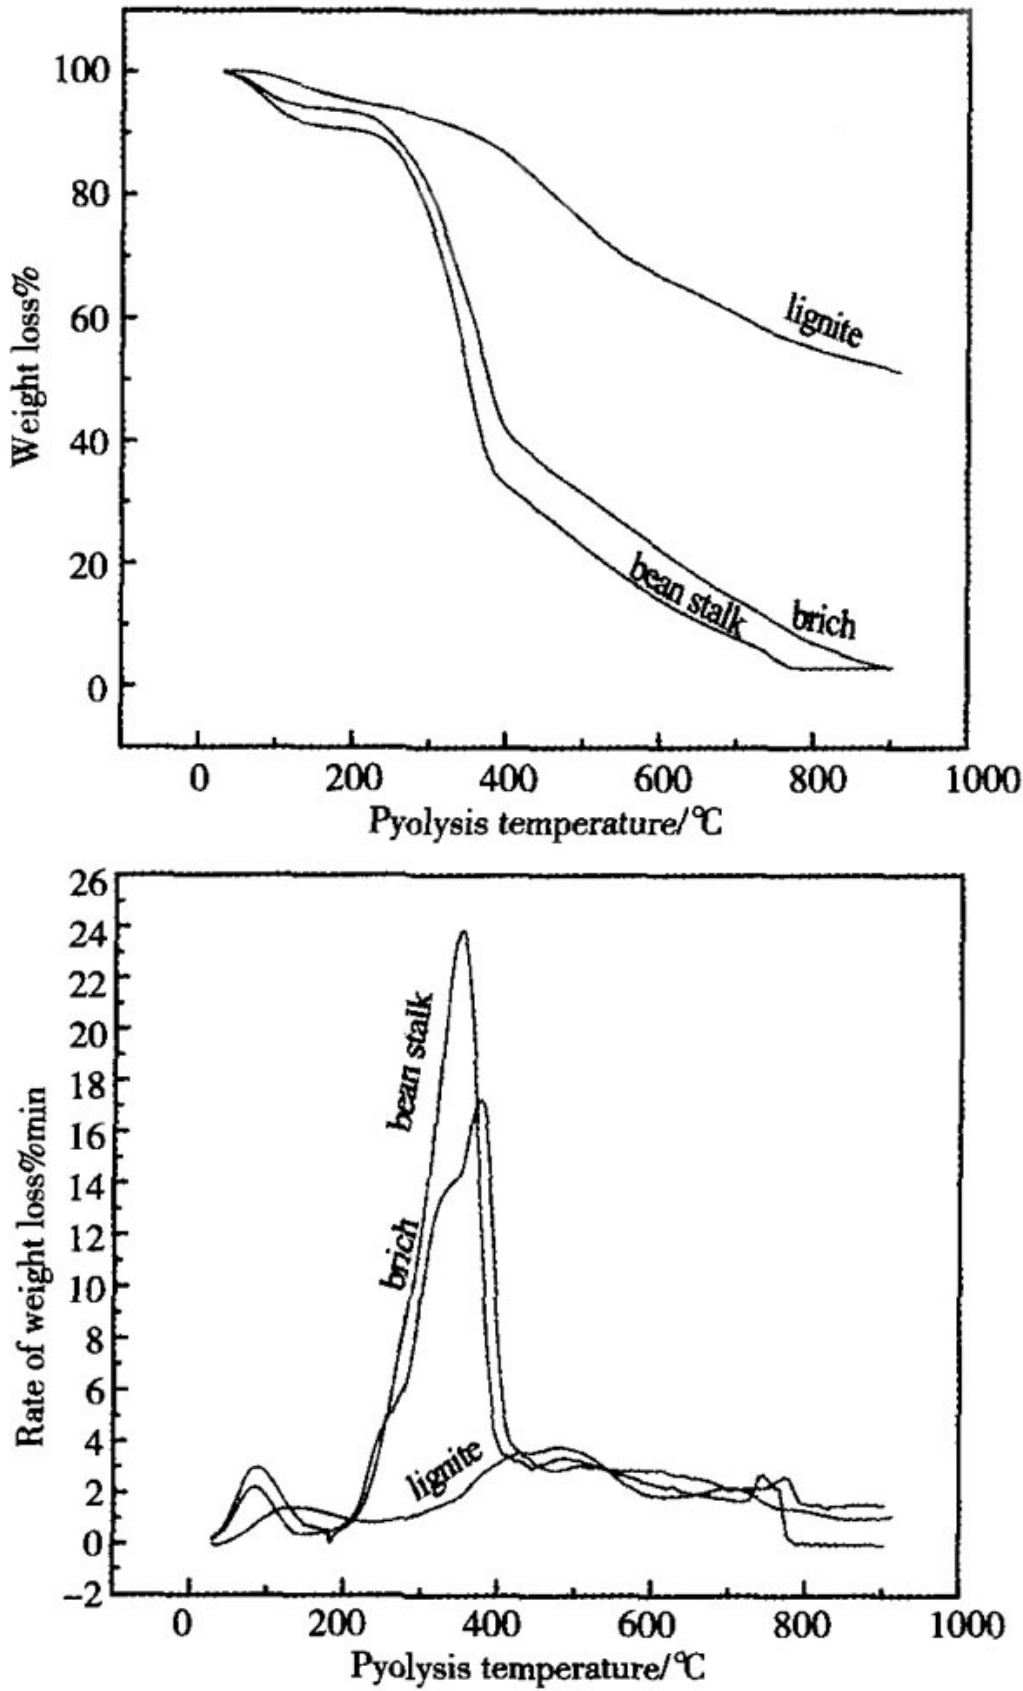 100
80
60
40
20
0
Weight loss%
lignite
bean stalk
brich
0 200 400 600 800 1000
Pyolysis temperature/℃
26
24
22
20
18
16
14
12
10
8
6
4
2
0
-2
Rate of weight loss%min
bean stalk
brich
lignite
0 200 400 600 800 1000
Pyolysis temperature/℃